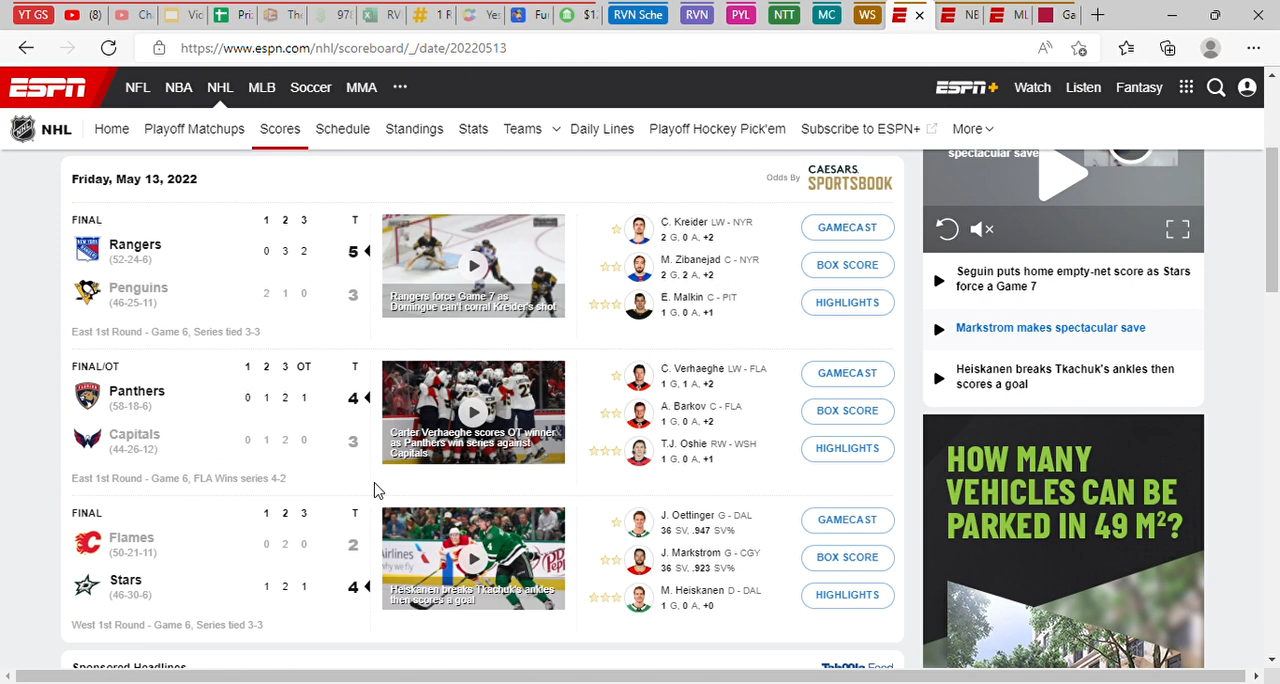 YT GS
(8)
Ch
Vic
Pri
The
97
RV
1 F
Yes
Fu
$1
RVN Sche
RVN
PYL
NTT
MC
WS
NE
ML
Ga
https://www.espn.com/nhl/scoreboard/_/date/20220513
ESPN
NFL NBA NHL MLB Soccer MMA
ESPN+ Watch Listen Fantasy
NHL Home Playoff Matchups Scores Schedule Standings Stats Teams Daily Lines Playoff Hockey Pick'em Subscribe to ESPN+ More
Friday, May 13, 2022
Odds By CAESARS SPORTSBOOK
FINAL 1 2 3 T
Rangers 0 3 2 5
(52-24-6)
Penguins 2 1 0 3
(46-25-11)
East 1st Round - Game 6, Series tied 3-3
Rangers force Game 7 as
Domingue can't corral Kreider's shot
C. Kreider LW - NYR
2 G, 0 A, +2
M. Zibanejad C - NYR
2 G, 2 A, +2
E. Malkin C - PIT
1 G, 0 A, +1
GAMECAST
BOX SCORE
HIGHLIGHTS
FINAL/OT 1 2 3 OT T
Panthers 0 1 2 1 4
(58-18-6)
Capitals 0 1 2 0 3
(44-26-12)
East 1st Round - Game 6, FLA Wins series 4-2
Carter Verhaeghe scores OT winner
as Panthers win series against
Capitals
C. Verhaeghe LW - FLA
1 G, 1 A, +2
A. Barkov C - FLA
1 G, 0 A, +2
T.J. Oshie RW - WSH
1 G, 0 A, +1
GAMECAST
BOX SCORE
HIGHLIGHTS
FINAL 1 2 3 T
Flames 0 2 0 2
(50-21-11)
Stars 1 2 1 4
(46-30-6)
West 1st Round - Game 6, Series tied 3-3
Heiskanen breaks Tkachuk's ankles
then scores a goal
J. Oettinger G - DAL
36 SV, .947 SV%
J. Markstrom G - CGY
36 SV, .923 SV%
M. Heiskanen D - DAL
1 G, 0 A, +0
GAMECAST
BOX SCORE
HIGHLIGHTS
Sponsored Headlines
Taboola Feed
spectacular save
Seguin puts home empty-net score as Stars
force a Game 7
Markstrom makes spectacular save
Heiskanen breaks Tkachuk's ankles then
scores a goal
HOW MANY
VEHICLES CAN BE
PARKED IN 49 M²?